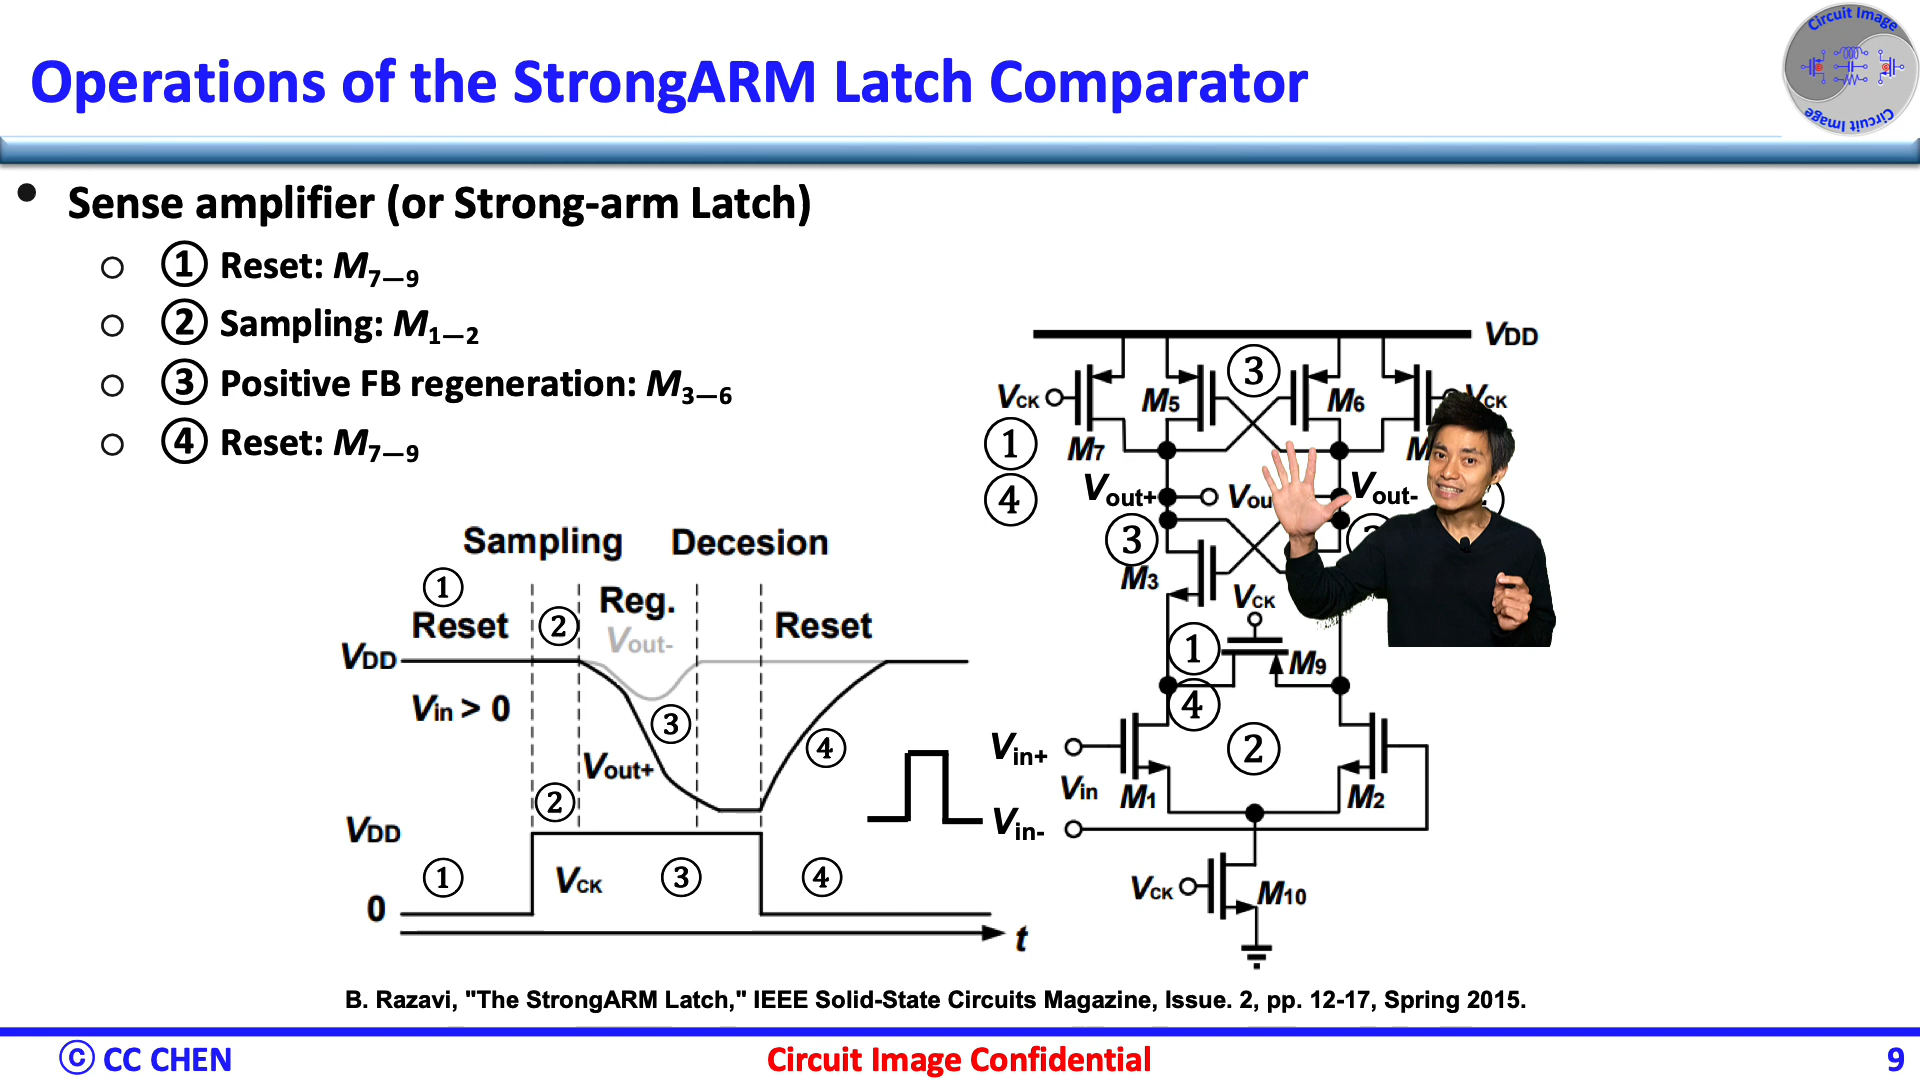 Operations of the StrongARM Latch Comparator
Circuit Image
Circuit Image
• Sense amplifier (or Strong-arm Latch)
○ ① Reset: M7—9
○ ② Sampling: M1—2
○ ③ Positive FB regeneration: M3—6
○ ④ Reset: M7—9
Sampling Decesion
① Reset ② Reg. Reset
Vout-
VDD
Vin > 0
③
④
Vout+
②
VDD
① VCK ③ ④
0
t
VDD
③
VCK M5 M6 VCK
① M7
④ Vout+ Vout-
③
M3
VCK
① M9
④
Vin+ ②
Vin M1 M2
Vin-
VCK M10
B. Razavi, "The StrongARM Latch," IEEE Solid-State Circuits Magazine, Issue. 2, pp. 12-17, Spring 2015.
© CC CHEN Circuit Image Confidential 9